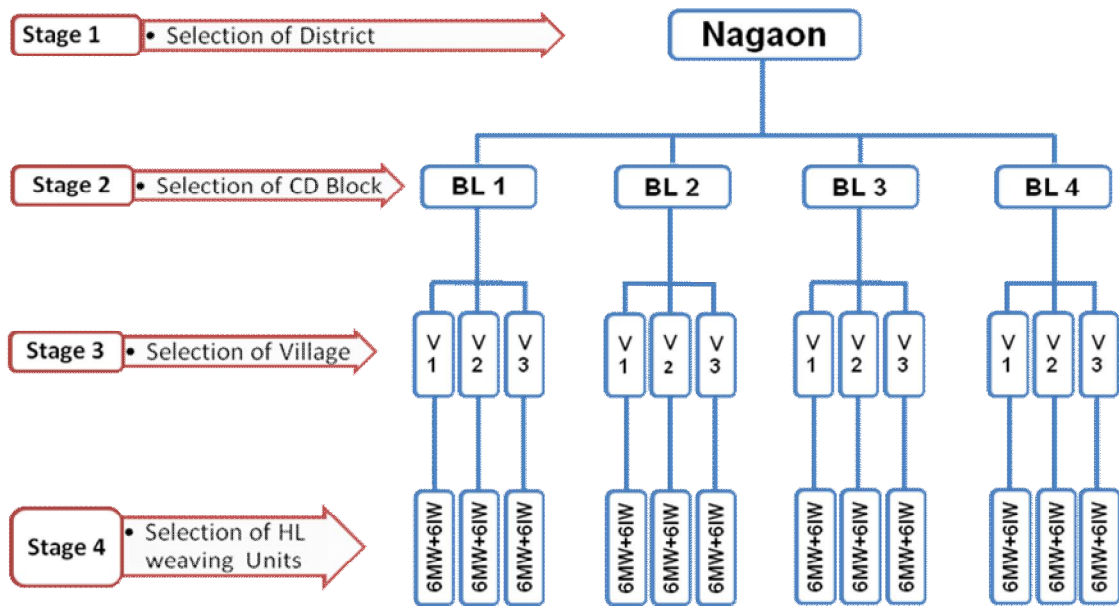 Stage 1
• Selection of District
Nagaon
Stage 2
• Selection of CD Block
BL 1
BL 2
BL 3
BL 4
Stage 3
• Selection of Village
V
1
V
2
V
3
V
1
V
2
V
3
V
1
V
2
V
3
V
1
V
2
V
3
Stage 4
• Selection of HL
weaving Units
6MW+6IW
6MW+6IW
6MW+6IW
6MW+6IW
6MW+6IW
6MW+6IW
6MW+6IW
6MW+6IW
6MW+6IW
6MW+6IW
6MW+6IW
6MW+6IW